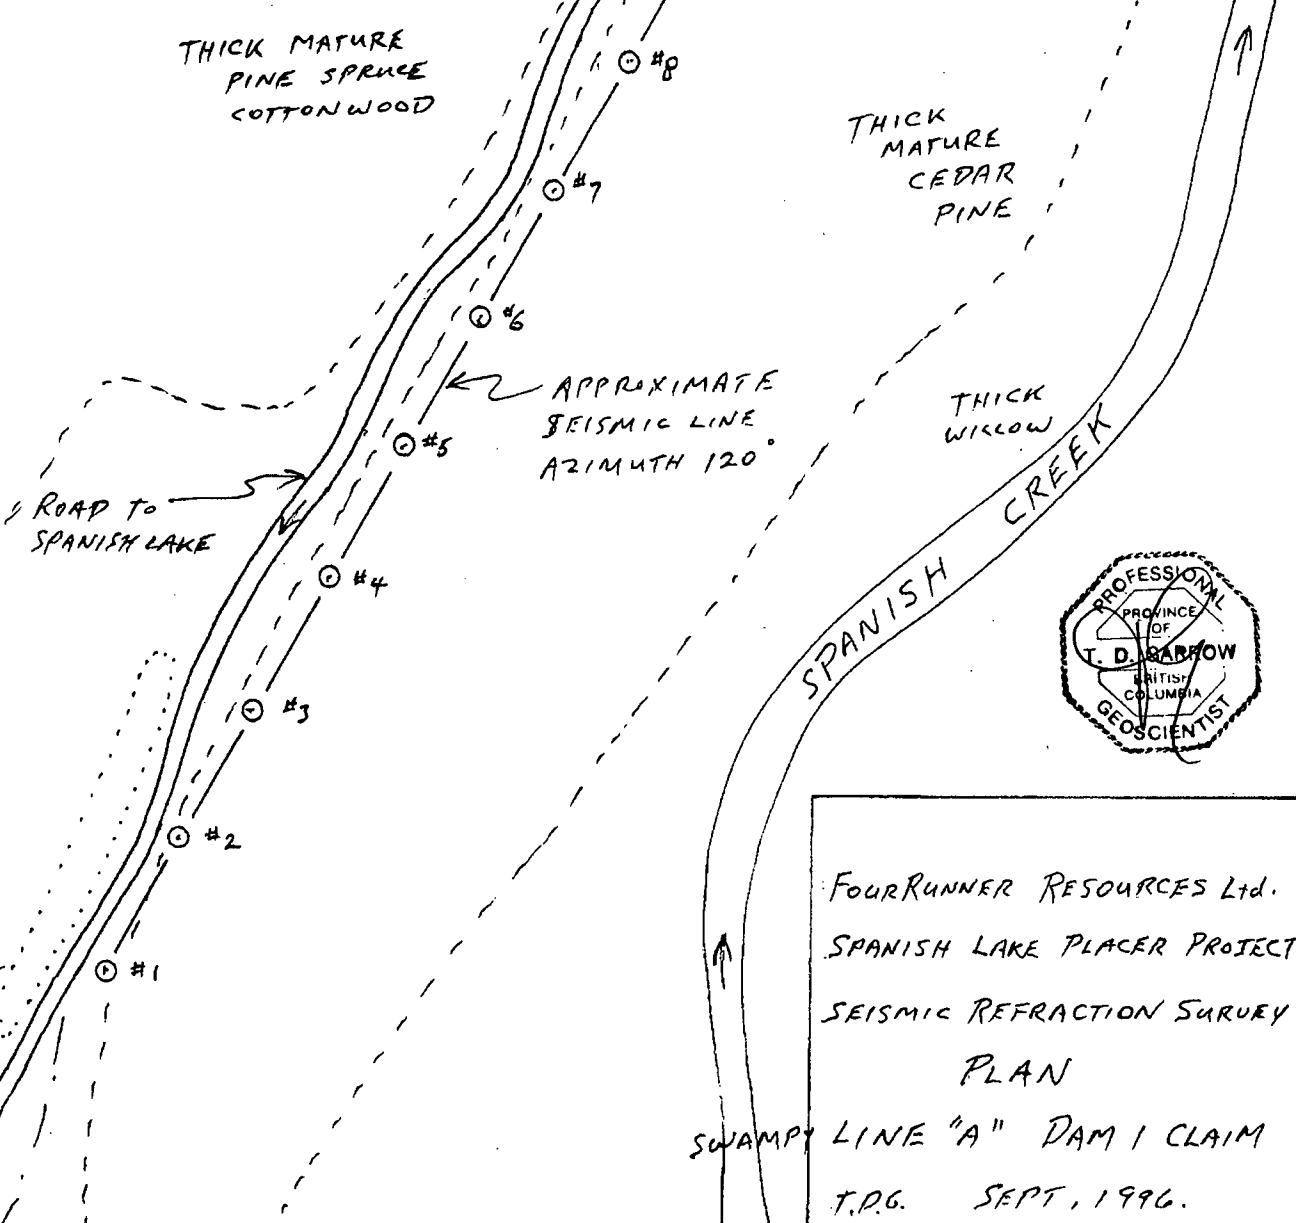 THICK MATURE
PINE SPRUCE
COTTONWOOD
#8
THICK
MATURE
CEDAR
PINE
#7
#6
APPROXIMATE
SEISMIC LINE
AZIMUTH 120°
THICK
WILLOW
#5
ROAD TO
SPANISH LAKE
SPANISH CREEK
#4
PROFESSIONAL
PROVINCE
OF
T. D. GARROW
BRITISH
COLUMBIA
GEOSCIENTIST
#3
#2
#1
FOURRUNNER RESOURCES Ltd.
SPANISH LAKE PLACER PROJECT
SEISMIC REFRACTION SURVEY
PLAN
SWAMPY
LINE "A" DAM 1 CLAIM
T.D.G. SEPT, 1996.